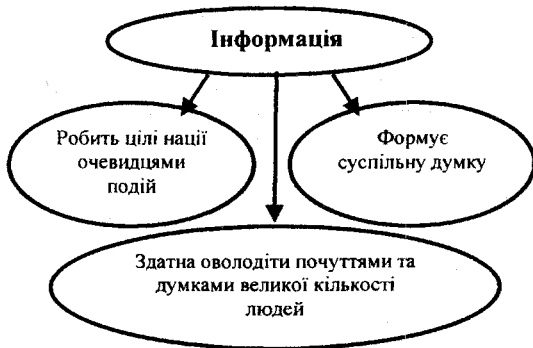 Інформація
Робить цілі нації
очевидцями
подій
Формує
суспільну думку
Здатна оволодіти почуттями та
думками великої кількості
людей